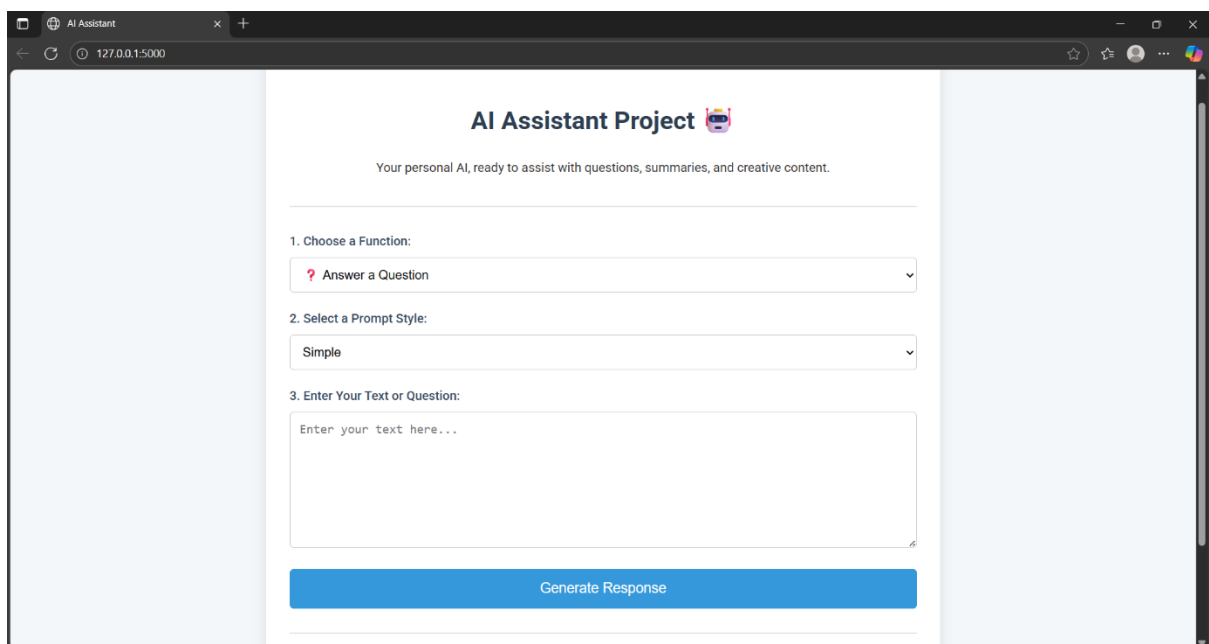 AI Assistant
127.0.0.1:5000
AI Assistant Project 🤖
Your personal AI, ready to assist with questions, summaries, and creative content.
1. Choose a Function:
❓ Answer a Question
2. Select a Prompt Style:
Simple
3. Enter Your Text or Question:
Enter your text here...
Generate Response